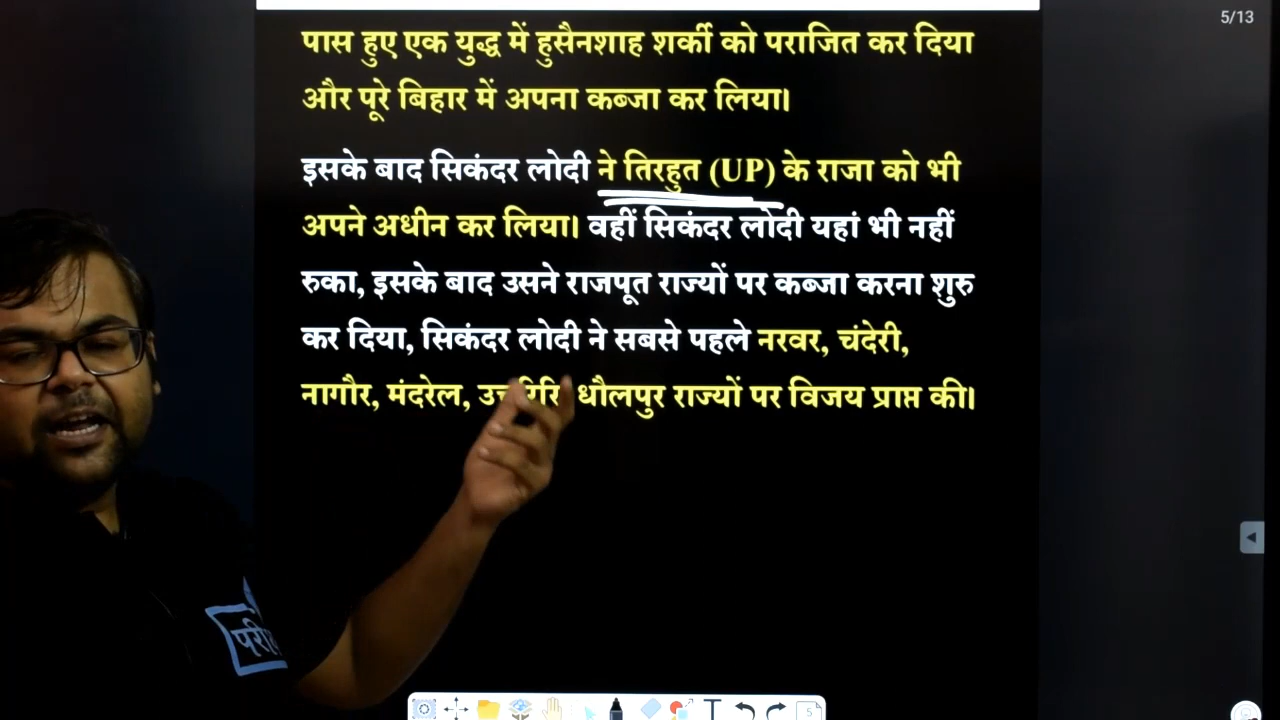 5/13
पास हुए एक युद्ध में हुसैनशाह शर्की को पराजित कर दिया
और पूरे बिहार में अपना कब्जा कर लिया।
इसके बाद सिकंदर लोदी ने तिरहुत (UP) के राजा को भी
अपने अधीन कर लिया। वहीं सिकंदर लोदी यहां भी नहीं
रुका, इसके बाद उसने राजपूत राज्यों पर कब्जा करना शुरु
कर दिया, सिकंदर लोदी ने सबसे पहले नरवर, चंदेरी,
नागौर, मंदरेल, धौलपुर राज्यों पर विजय प्राप्त की।
T
5